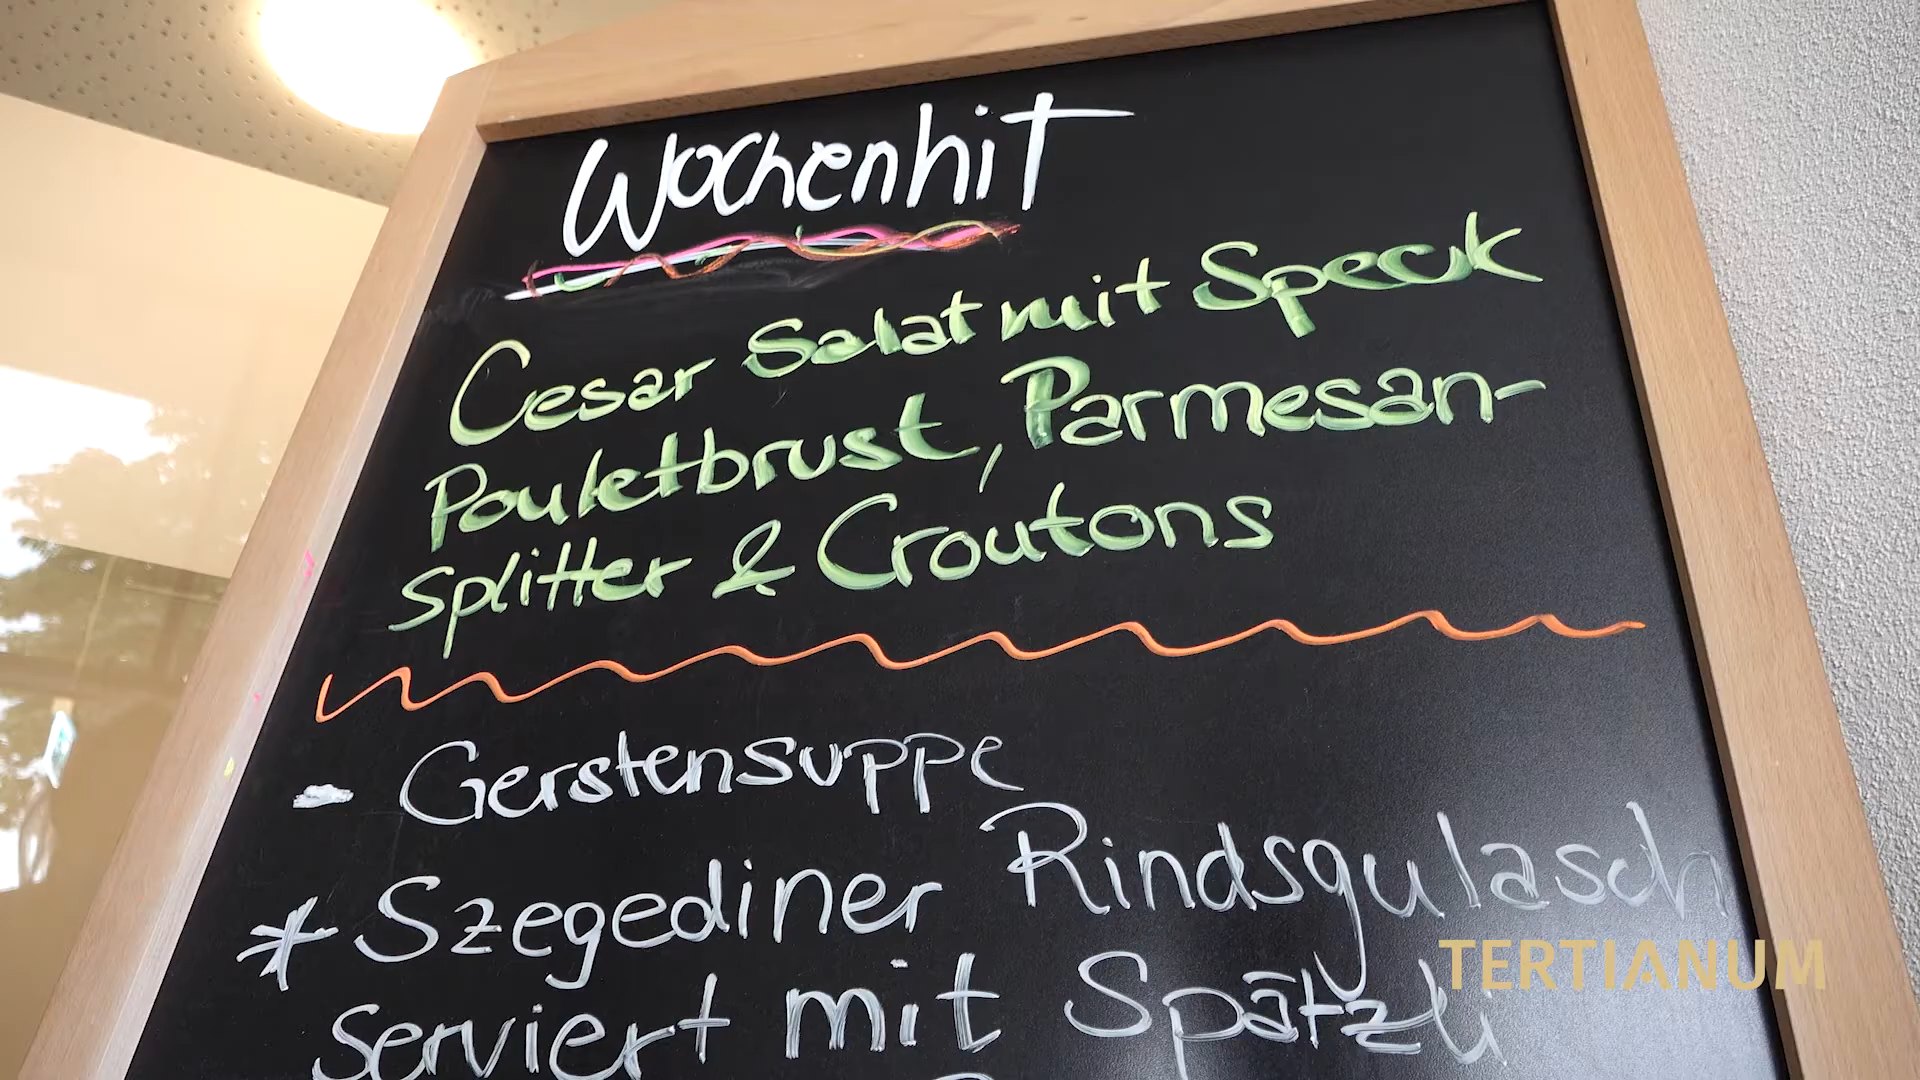 Wochenhit
Cesar Salat mit Speck
Pouletbrust, Parmesan-
splitter & Croutons
- Gerstensuppe
* Szegediner Rindsgulasch
serviert mit Spätzli
TERTIANUM